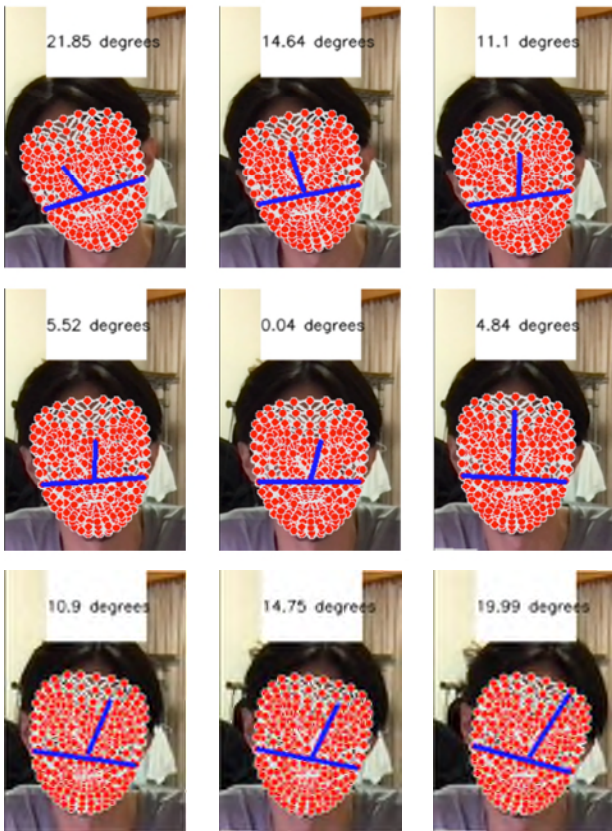 21.85 degrees
14.64 degrees
11.1 degrees
5.52 degrees
0.04 degrees
4.84 degrees
10.9 degrees
14.75 degrees
19.99 degrees